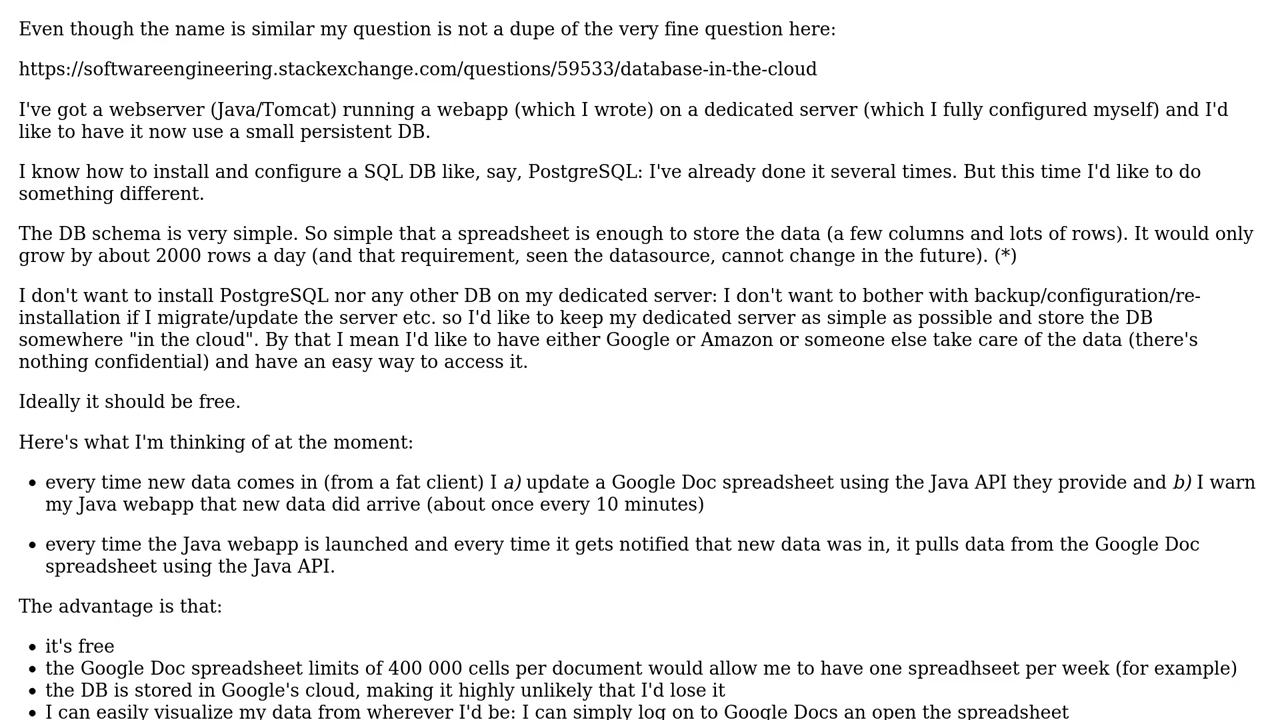 Even though the name is similar my question is not a dupe of the very fine question here:
https://softwareengineering.stackexchange.com/questions/59533/database-in-the-cloud
I've got a webserver (Java/Tomcat) running a webapp (which I wrote) on a dedicated server (which I fully configured myself) and I'd
like to have it now use a small persistent DB.
I know how to install and configure a SQL DB like, say, PostgreSQL: I've already done it several times. But this time I'd like to do
something different.
The DB schema is very simple. So simple that a spreadsheet is enough to store the data (a few columns and lots of rows). It would only
grow by about 2000 rows a day (and that requirement, seen the datasource, cannot change in the future). (*)
I don't want to install PostgreSQL nor any other DB on my dedicated server: I don't want to bother with backup/configuration/re-
installation if I migrate/update the server etc. so I'd like to keep my dedicated server as simple as possible and store the DB
somewhere "in the cloud". By that I mean I'd like to have either Google or Amazon or someone else take care of the data (there's
nothing confidential) and have an easy way to access it.
Ideally it should be free.
Here's what I'm thinking of at the moment:
• every time new data comes in (from a fat client) I a) update a Google Doc spreadsheet using the Java API they provide and b) I warn
my Java webapp that new data did arrive (about once every 10 minutes)
• every time the Java webapp is launched and every time it gets notified that new data was in, it pulls data from the Google Doc
spreadsheet using the Java API.
The advantage is that:
• it's free
• the Google Doc spreadsheet limits of 400 000 cells per document would allow me to have one spreadhseet per week (for example)
• the DB is stored in Google's cloud, making it highly unlikely that I'd lose it
• I can easily visualize my data from wherever I'd be: I can simply log on to Google Docs an open the spreadsheet